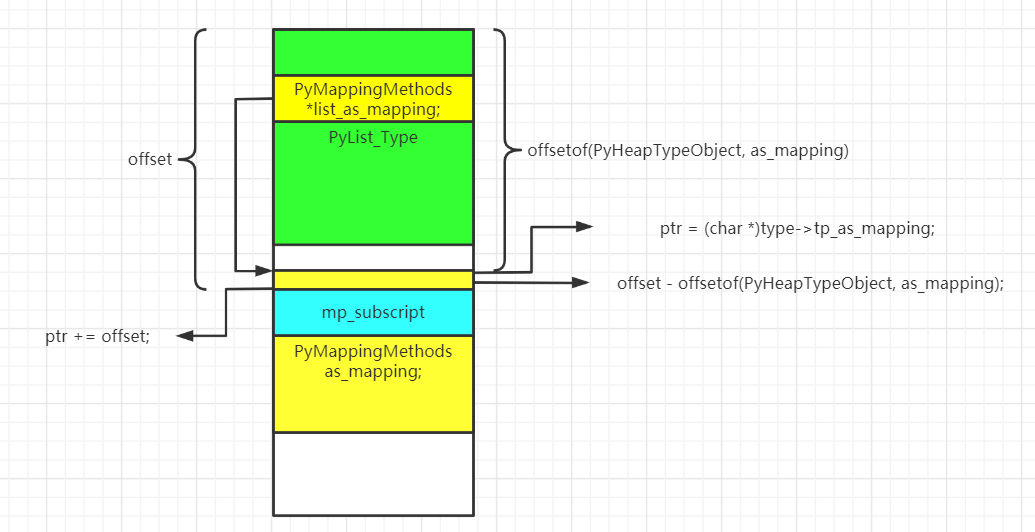 PyMappingMethods
*list_as_mapping;
PyList_Type
offset
offsetof(PyHeapTypeObject, as_mapping)
ptr = (char *)type->tp_as_mapping;
offset - offsetof(PyHeapTypeObject, as_mapping);
mp_subscript
ptr += offset;
PyMappingMethods
as_mapping;